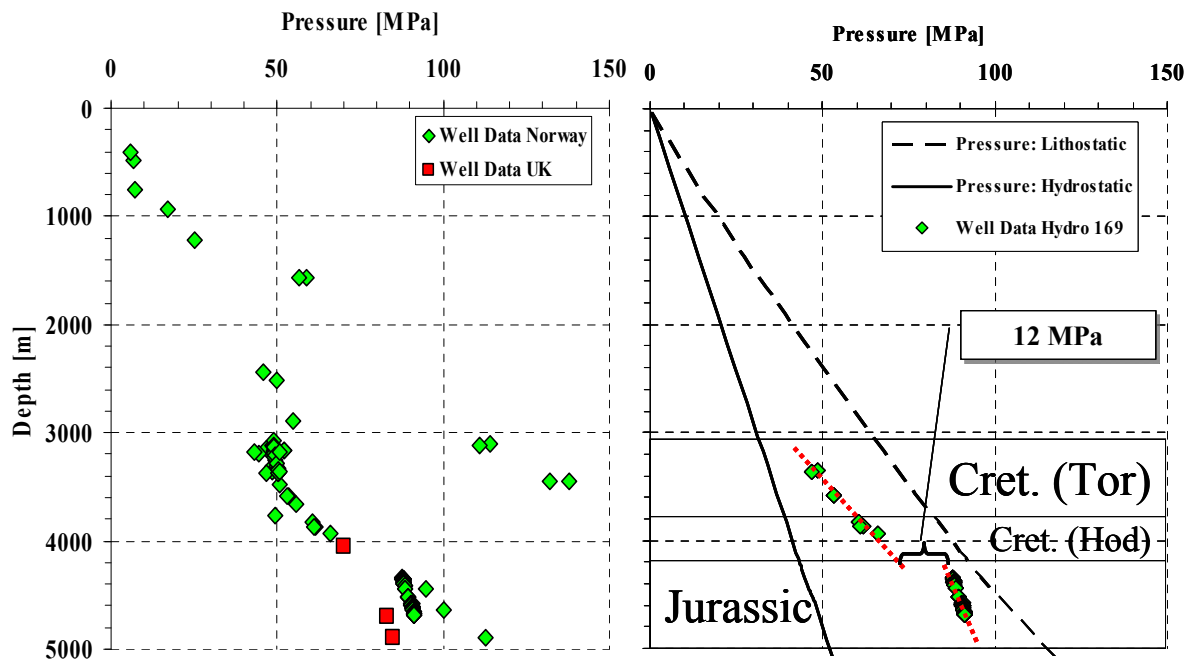 Pressure [MPa]
0 50 100 150
0
1000
2000
3000
4000
5000
Depth [m]
Well Data Norway
Well Data UK
Pressure [MPa]
0 50 100 150
Pressure: Lithostatic
Pressure: Hydrostatic
Well Data Hydro 169
12 MPa
Cret. (Tor)
Cret. (Hod)
Jurassic